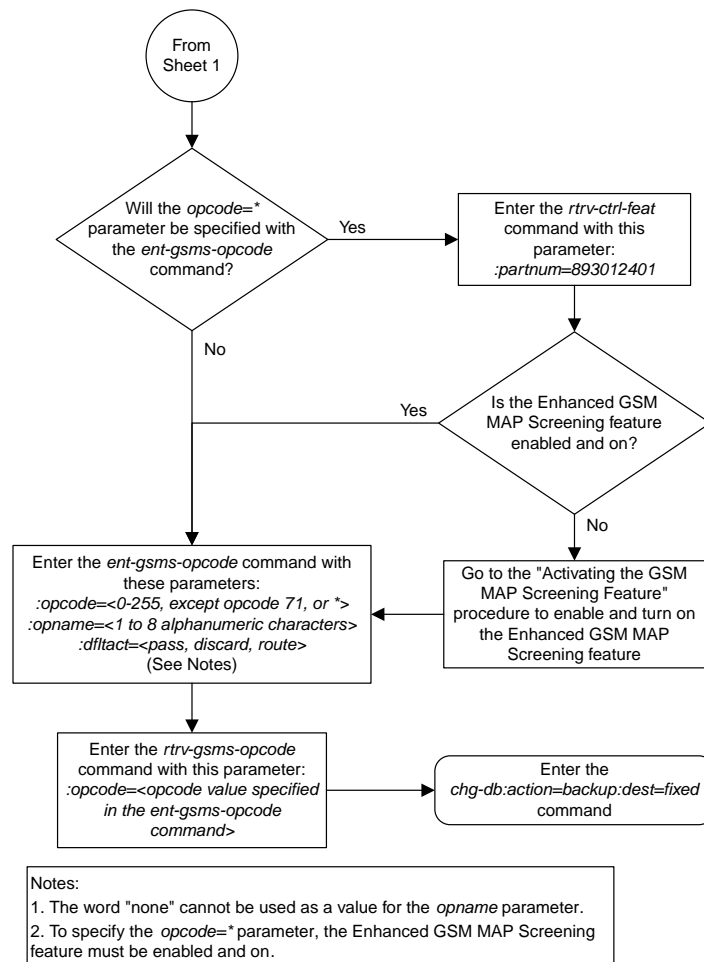 From
Sheet 1
Will the opcode=*
parameter be specified with
the ent-gsms-opcode
command?
Yes
Enter the rtrv-ctrl-feat
command with this
parameter:
:partnum=893012401
No
Yes
Is the Enhanced GSM
MAP Screening feature
enabled and on?
No
Enter the ent-gsms-opcode command with
these parameters:
:opcode=<0-255, except opcode 71, or *>
:opname=<1 to 8 alphanumeric characters>
:dfltact=<pass, discard, route>
(See Notes)
Go to the "Activating the GSM
MAP Screening Feature"
procedure to enable and turn on
the Enhanced GSM MAP
Screening feature
Enter the rtrv-gsms-opcode
command with this parameter:
:opcode=<opcode value specified
in the ent-gsms-opcode
command>
Enter the
chg-db:action=backup:dest=fixed
command
Notes:
1. The word "none" cannot be used as a value for the opname parameter.
2. To specify the opcode=* parameter, the Enhanced GSM MAP Screening
feature must be enabled and on.